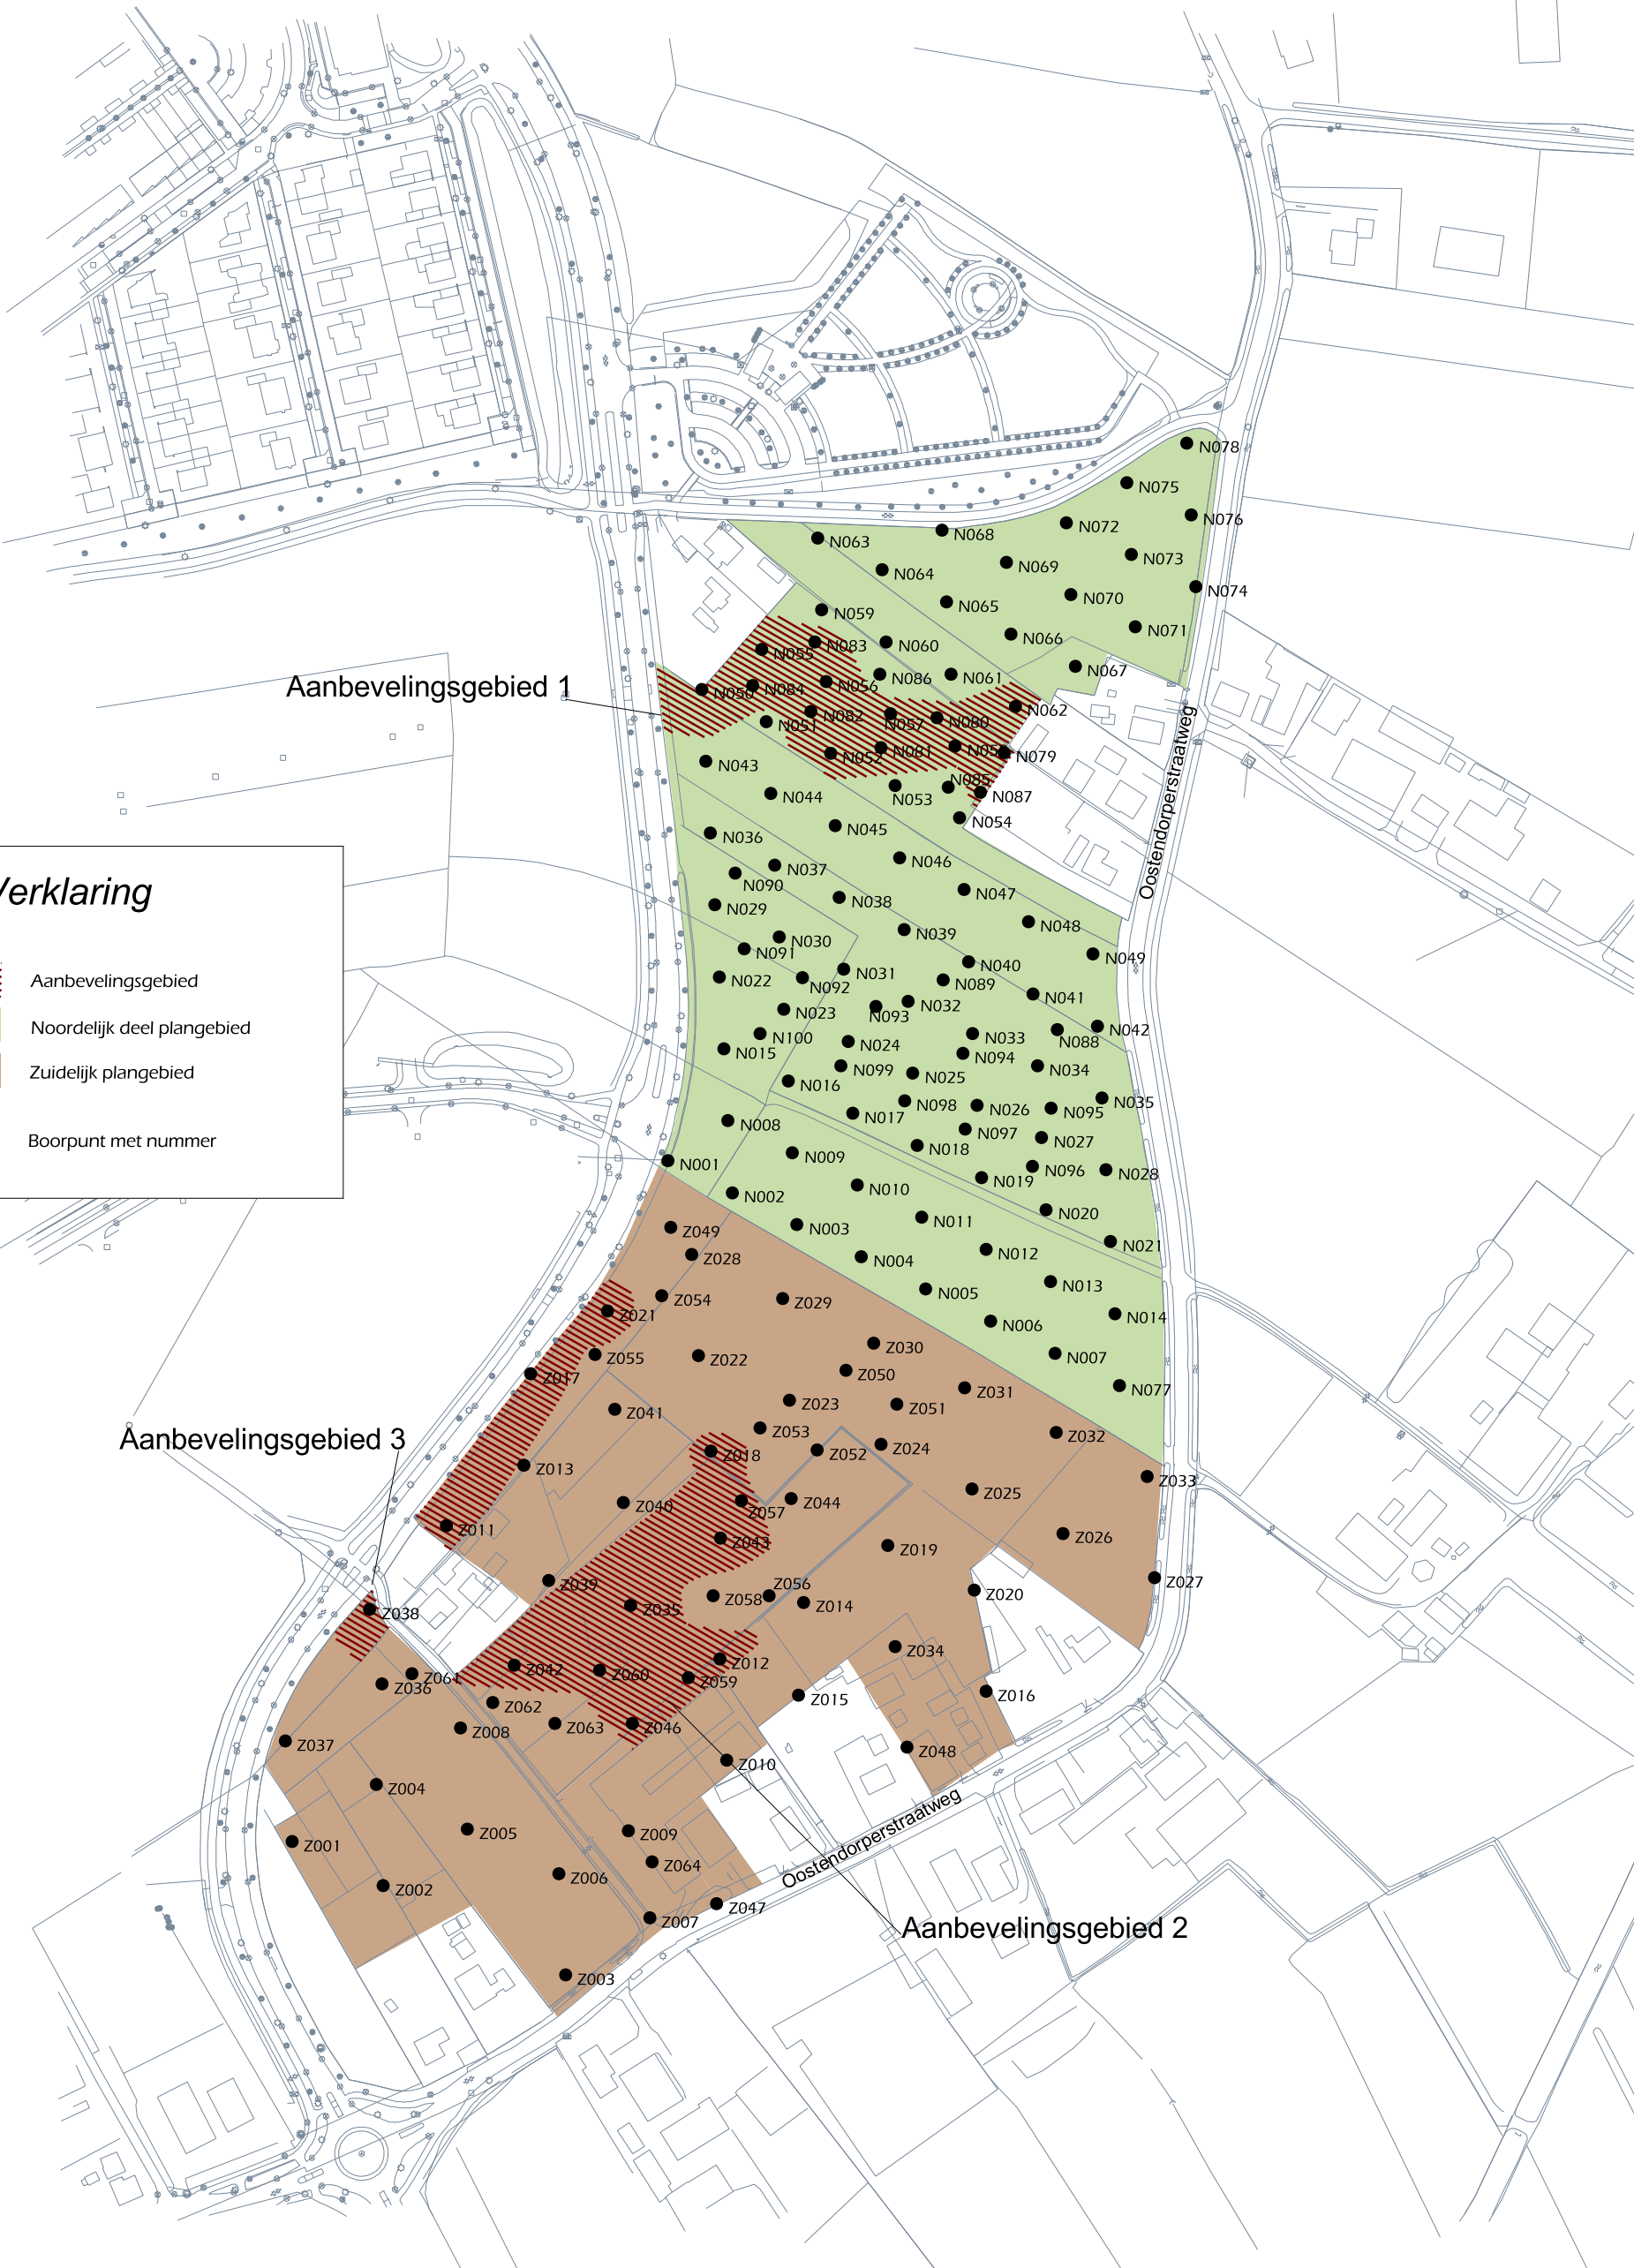 N078
N075
N076
N072
N068
N063
N073
N069
N064
N074
N070
N065
N059
N071
N066
N083
N060
N055
N067
N086
N061
N056
Aanbevelingsgebied 1
N050
N084
N062
N082
N080
N051
N057
Oostendorperstraatweg
N081
N052
N079
N043
N085
N087
N053
N044
N054
N045
N036
N046
N037
N090
Verklaring
N047
N038
N029
N048
N039
N030
N091
N049
N040
N031
Aanbevelingsgebied
N022
N092
N089
N041
N032
N023
N093
Noordelijk deel plangebied
N042
N100
N033
N088
N024
N015
N094
N099
N034
Zuidelijk plangebied
N025
N016
N035
N098
N026
N095
N017
N008
N097
Boorpunt met nummer
N027
N018
N009
N001
N096
N028
N019
N010
N002
N020
N011
N003
Z049
N021
N012
Z028
N004
N013
N005
Z054
Z029
Z021
N014
N006
Z030
Z055
Z022
N007
Z050
Z017
N077
Z031
Z023
Z051
Z041
Z053
Z032
Aanbevelingsgebied 3
Z024
Z052
Z018
Z013
Z033
Z025
Z044
Z040
Z057
Z011
Z026
Z043
Z019
Z027
Z039
Z056
Z020
Z058
Z014
Z035
Z038
Z034
Z012
Z042
Z060
Z061
Z059
Z036
Z016
Z015
Z062
Z063
Z046
Z008
Z037
Z048
Z010
Z004
Oostendorperstraatweg
Z005
Z009
Z001
Z064
Z006
Z002
Z047
Z007
Aanbevelingsgebied 2
Z003